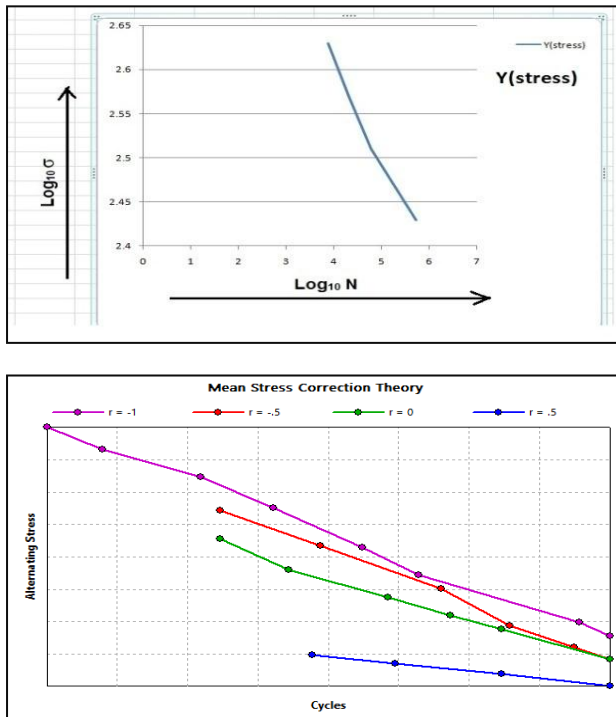 2.65
Y(stress)
2.6
Y(stress)
2.55
Log₁₀ σ
2.5
2.45
2.4
0 1 2 3 4 5 6 7
Log₁₀ N
Mean Stress Correction Theory
r = -1 r = -.5 r = 0 r = .5
Alternating Stress
Cycles